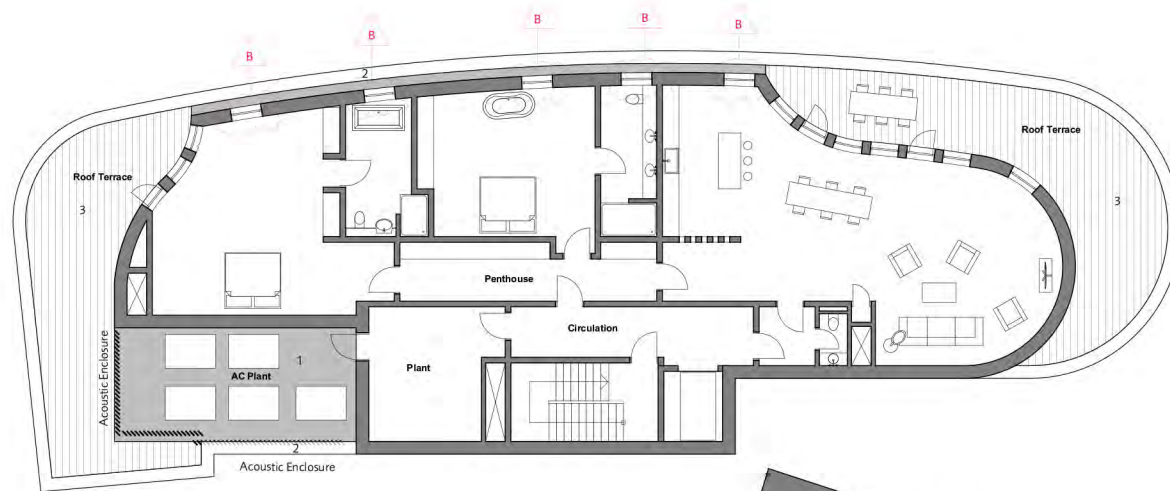 B
B
B
B
B
2
Roof Terrace
Roof Terrace
3
3
Penthouse
Circulation
1
AC Plant
Plant
Acoustic Enclosure
2
Acoustic Enclosure